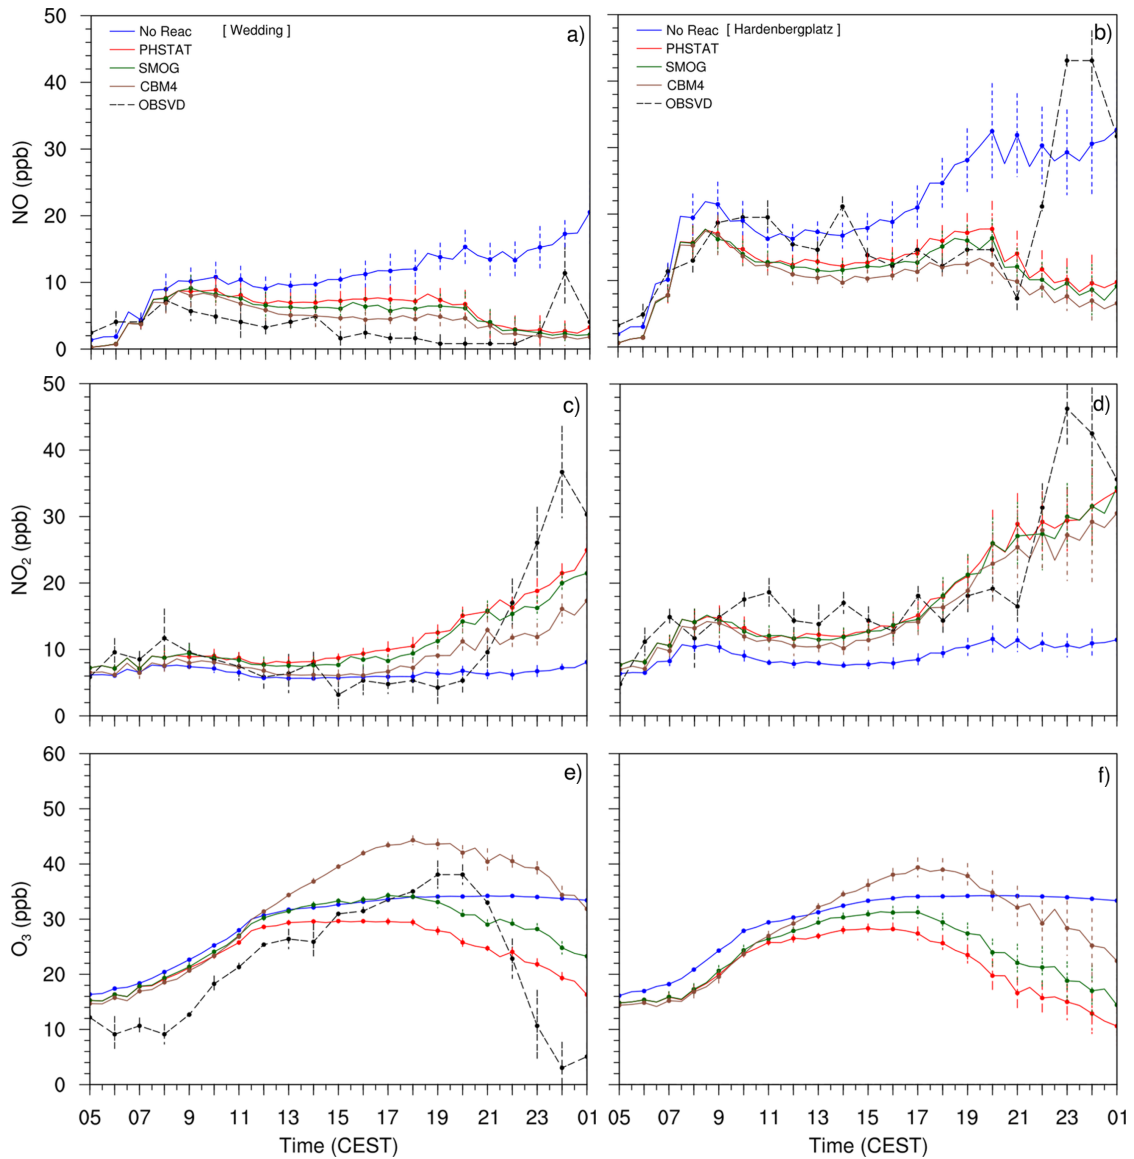 50
40
30
20
10
0
NO (ppb)
No Reac [ Wedding ]
PHSTAT
SMOG
CBM4
OBSVD
a)
No Reac [ Hardenbergplatz ]
PHSTAT
SMOG
CBM4
OBSVD
b)
50
40
30
20
10
0
NO2 (ppb)
c)
d)
60
50
40
30
20
10
0
O3 (ppb)
e)
f)
05 07 09 11 13 15 17 19 21 23 01
Time (CEST)
05 07 09 11 13 15 17 19 21 23 01
Time (CEST)